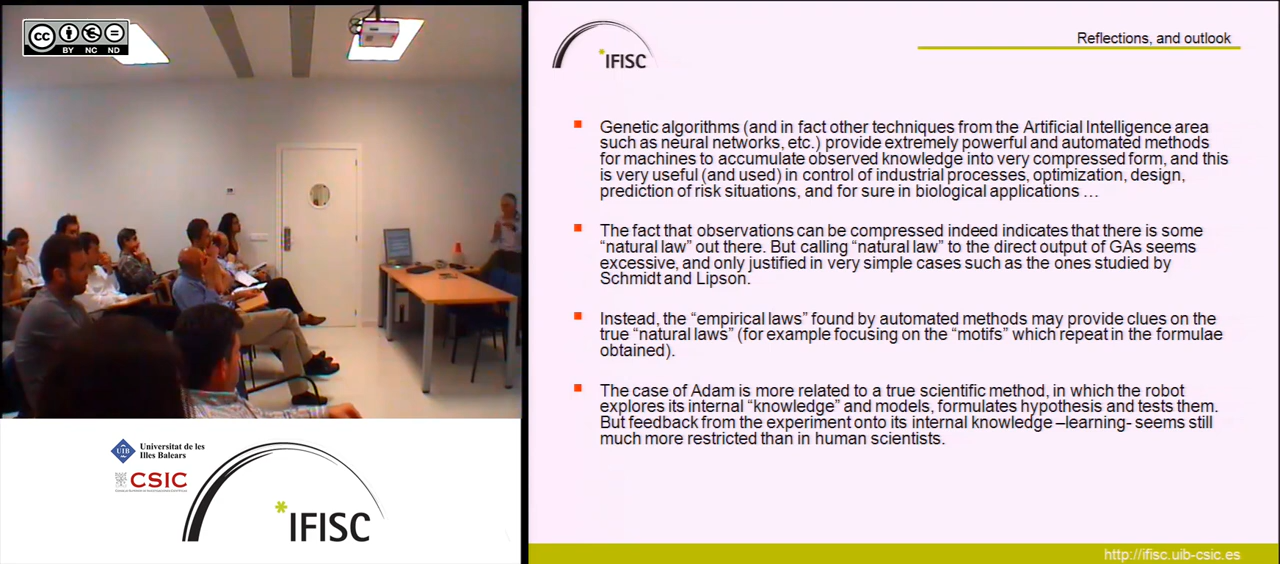 cc
BY NC ND
IFISC
Reflections, and outlook
Genetic algorithms (and in fact other techniques from the Artificial Intelligence area
such as neural networks, etc.) provide extremely powerful and automated methods
for machines to accumulate observed knowledge into very compressed form, and this
is very useful (and used) in control of industrial processes, optimization, design,
prediction of risk situations, and for sure in biological applications …
The fact that observations can be compressed indeed indicates that there is some
“natural law” out there. But calling “natural law” to the direct output of GAs seems
excessive, and only justified in very simple cases such as the ones studied by
Schmidt and Lipson.
Instead, the “empirical laws” found by automated methods may provide clues on the
true “natural laws” (for example focusing on the “motifs” which repeat in the formulae
obtained).
The case of Adam is more related to a true scientific method, in which the robot
explores its internal “knowledge” and models, formulates hypothesis and tests them.
But feedback from the experiment onto its internal knowledge –learning- seems still
much more restricted than in human scientists.
UIB
Universitat de les
Illes Balears
CSIC
IFISC
http://ifisc.uib-csic.es